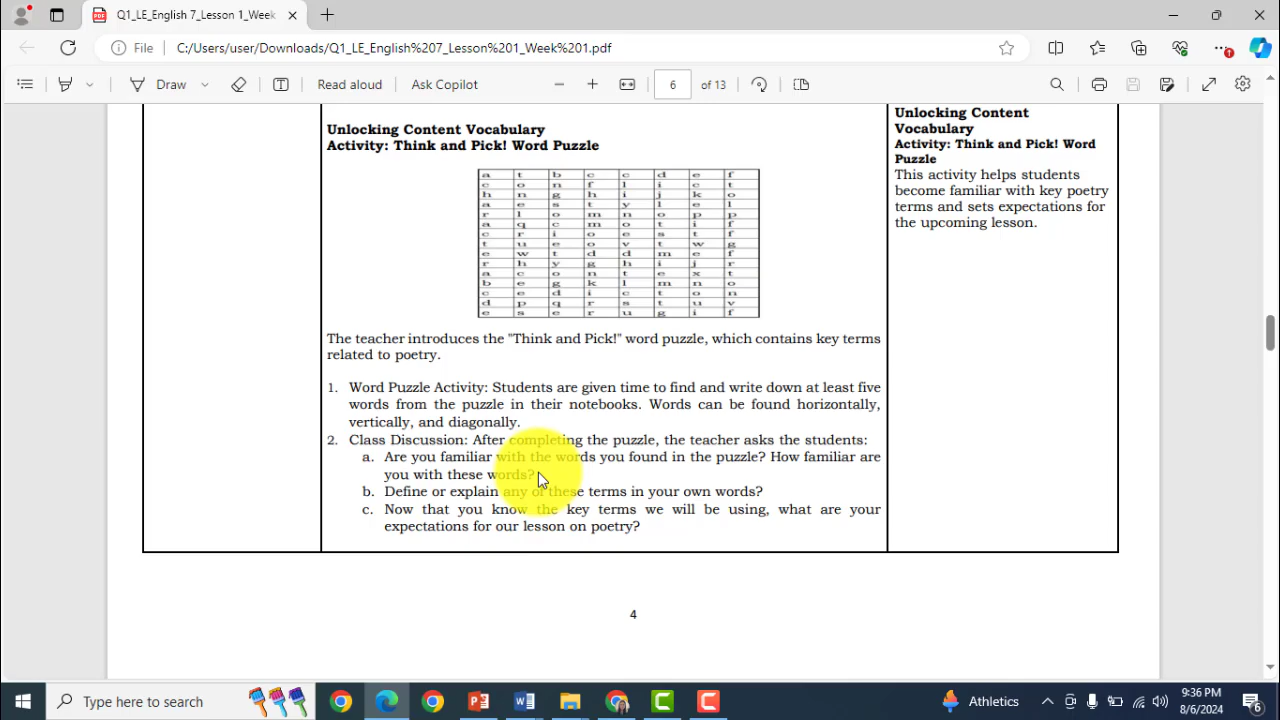 Q1_LE_English 7_Lesson 1_Week
File C:/Users/user/Downloads/Q1_LE_English%207_Lesson%201_Week%201.pdf
Draw Read aloud Ask Copilot 6 of 13
Unlocking Content Vocabulary
Activity: Think and Pick! Word Puzzle
a t b c c d e f
c o n f l i c t
h n g h i j k o
a e s t y l e l
r l o m n o p p
a q c m o t i f
c r i o e s t f
t u e o v t w g
e w t d d m e f
r h y g h i j r
a c o n t e x t
b e g k l m n o
c e d i c t o n
d p q r s t u v
e s e r u g i f
The teacher introduces the "Think and Pick!" word puzzle, which contains key terms
related to poetry.
1. Word Puzzle Activity: Students are given time to find and write down at least five
words from the puzzle in their notebooks. Words can be found horizontally,
vertically, and diagonally.
2. Class Discussion: After completing the puzzle, the teacher asks the students:
a. Are you familiar with the words you found in the puzzle? How familiar are
you with these words?
b. Define or explain any of these terms in your own words?
c. Now that you know the key terms we will be using, what are your
expectations for our lesson on poetry?
Unlocking Content
Vocabulary
Activity: Think and Pick! Word
Puzzle
This activity helps students
become familiar with key poetry
terms and sets expectations for
the upcoming lesson.
4
Type here to search
Athletics
9:36 PM
8/6/2024
6